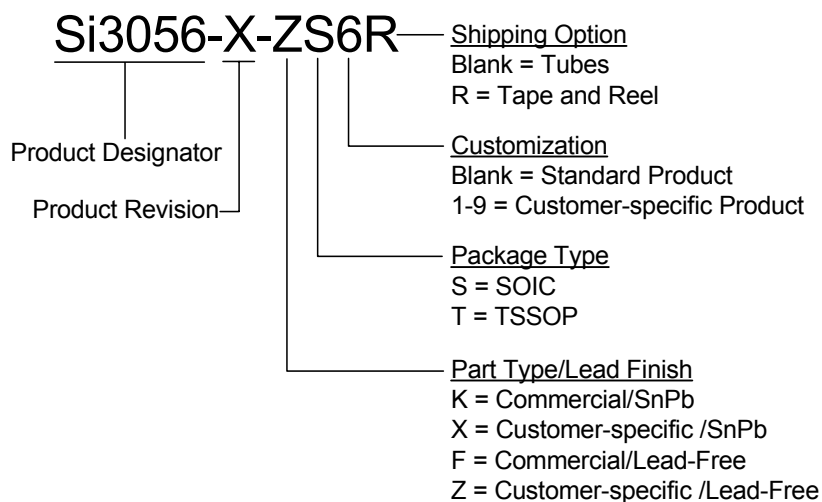 Si3056-X-ZS6R
Product Designator
Product Revision
Shipping Option
Blank = Tubes
R = Tape and Reel
Customization
Blank = Standard Product
1-9 = Customer-specific Product
Package Type
S = SOIC
T = TSSOP
Part Type/Lead Finish
K = Commercial/SnPb
X = Customer-specific /SnPb
F = Commercial/Lead-Free
Z = Customer-specific /Lead-Free